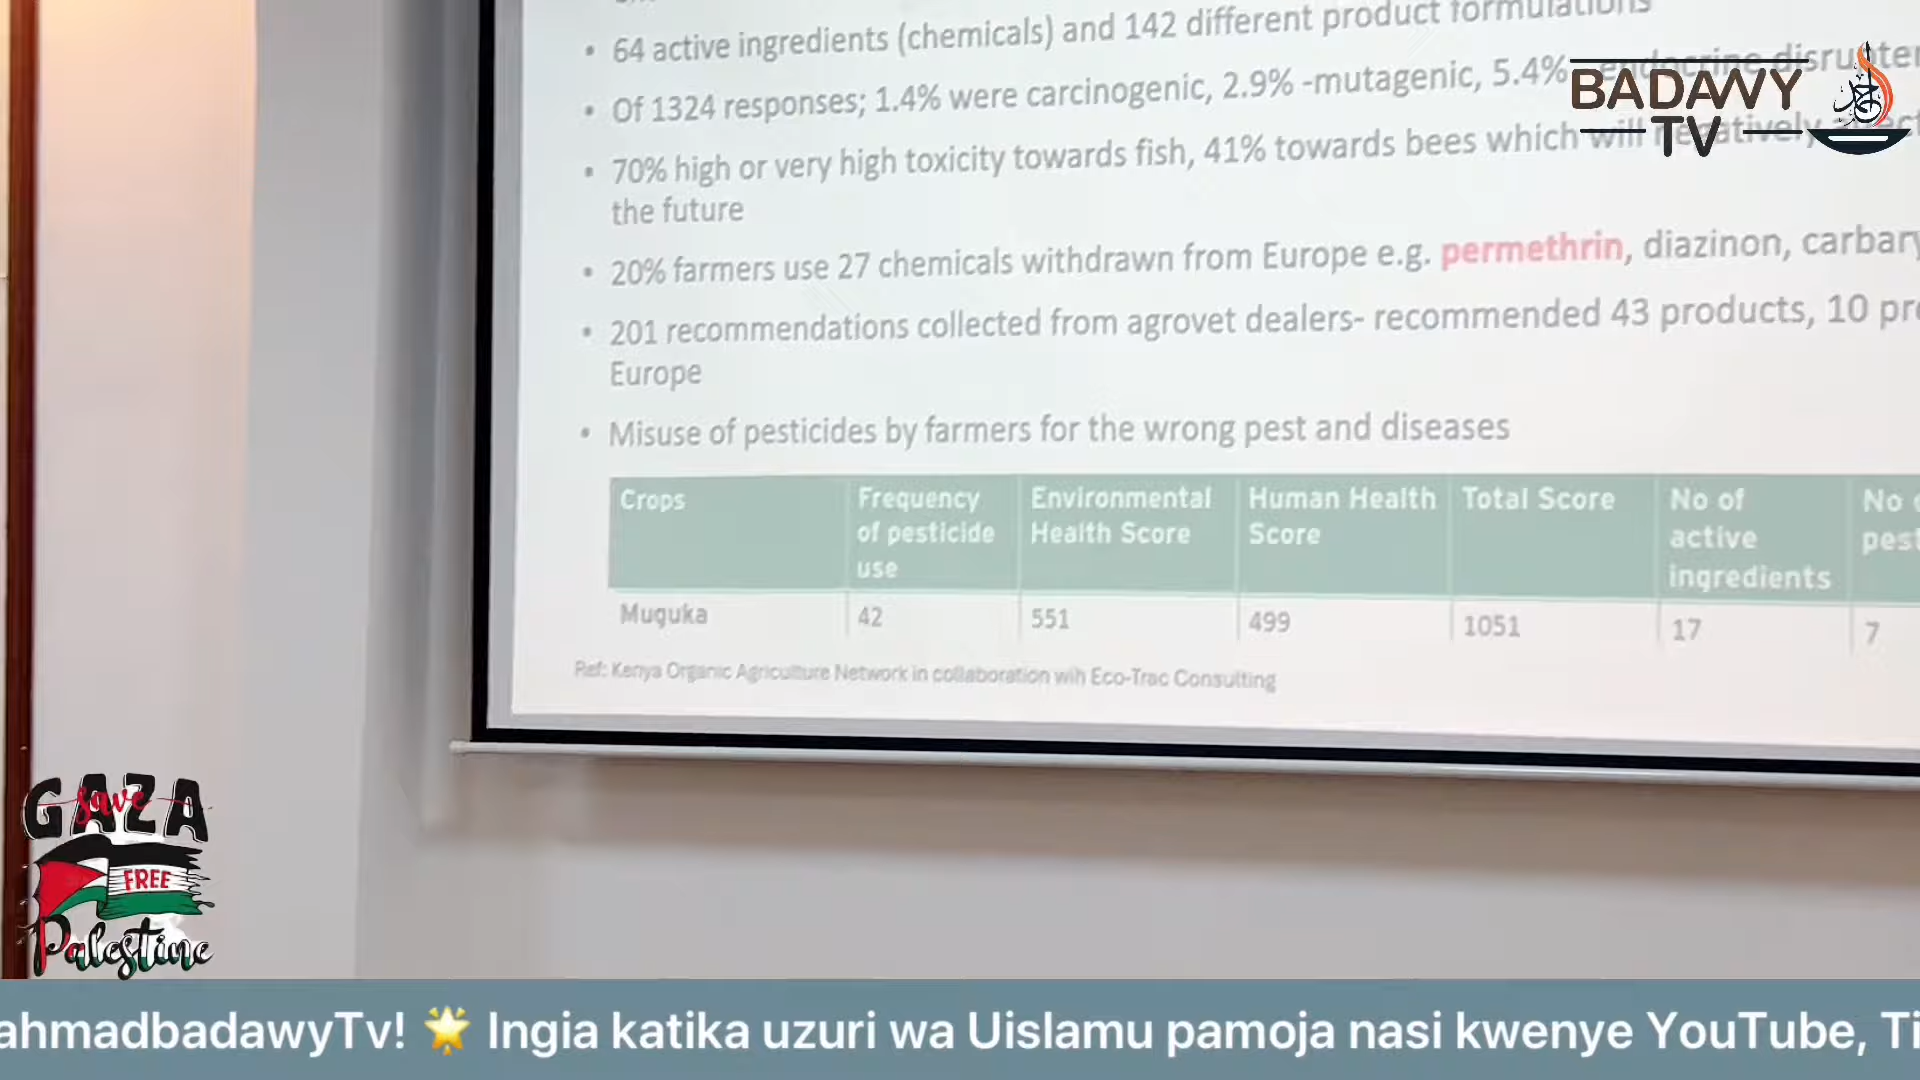 64 active ingredients (chemicals) and 142 different product formulations
Of 1324 responses; 1.4% were carcinogenic, 2.9% -mutagenic, 5.4%
70% high or very high toxicity towards fish, 41% towards bees which will negatively
the future
20% farmers use 27 chemicals withdrawn from Europe e.g. permethrin, diazinon,
201 recommendations collected from agrovet dealers- recommended 43 products, 10
Europe
Misuse of pesticides by farmers for the wrong pest and diseases
Crops
Frequency
of pesticide
use
Environmental
Health Score
Human Health
Score
Total Score
No of
active
ingredients
No
Muguka 42 551 499 1051 17 7
Ref: Kenya Organic Agriculture Network in collaboration wih Eco-Trac Consulting
BADAWY
TV
save
GAZA
FREE
Palestine
ahmadbadawyTv! 🌟 Ingia katika uzuri wa Uislamu pamoja nasi kwenye YouTube,